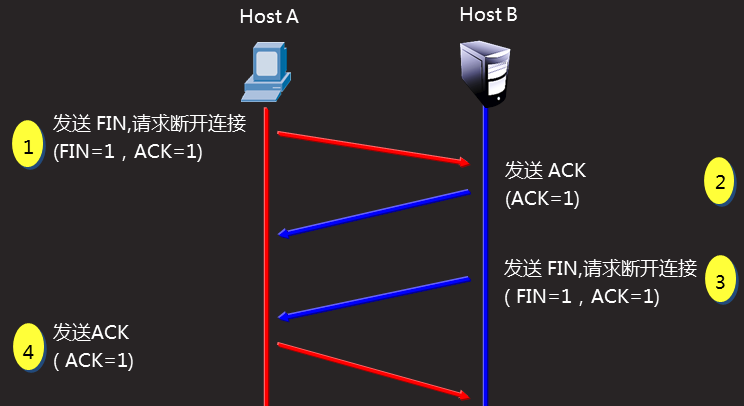 Host A
Host B
1
发送 FIN,请求断开连接
(FIN=1，ACK=1)
发送 ACK
(ACK=1)
2
发送 FIN,请求断开连接
( FIN=1，ACK=1)
3
4
发送ACK
( ACK=1)